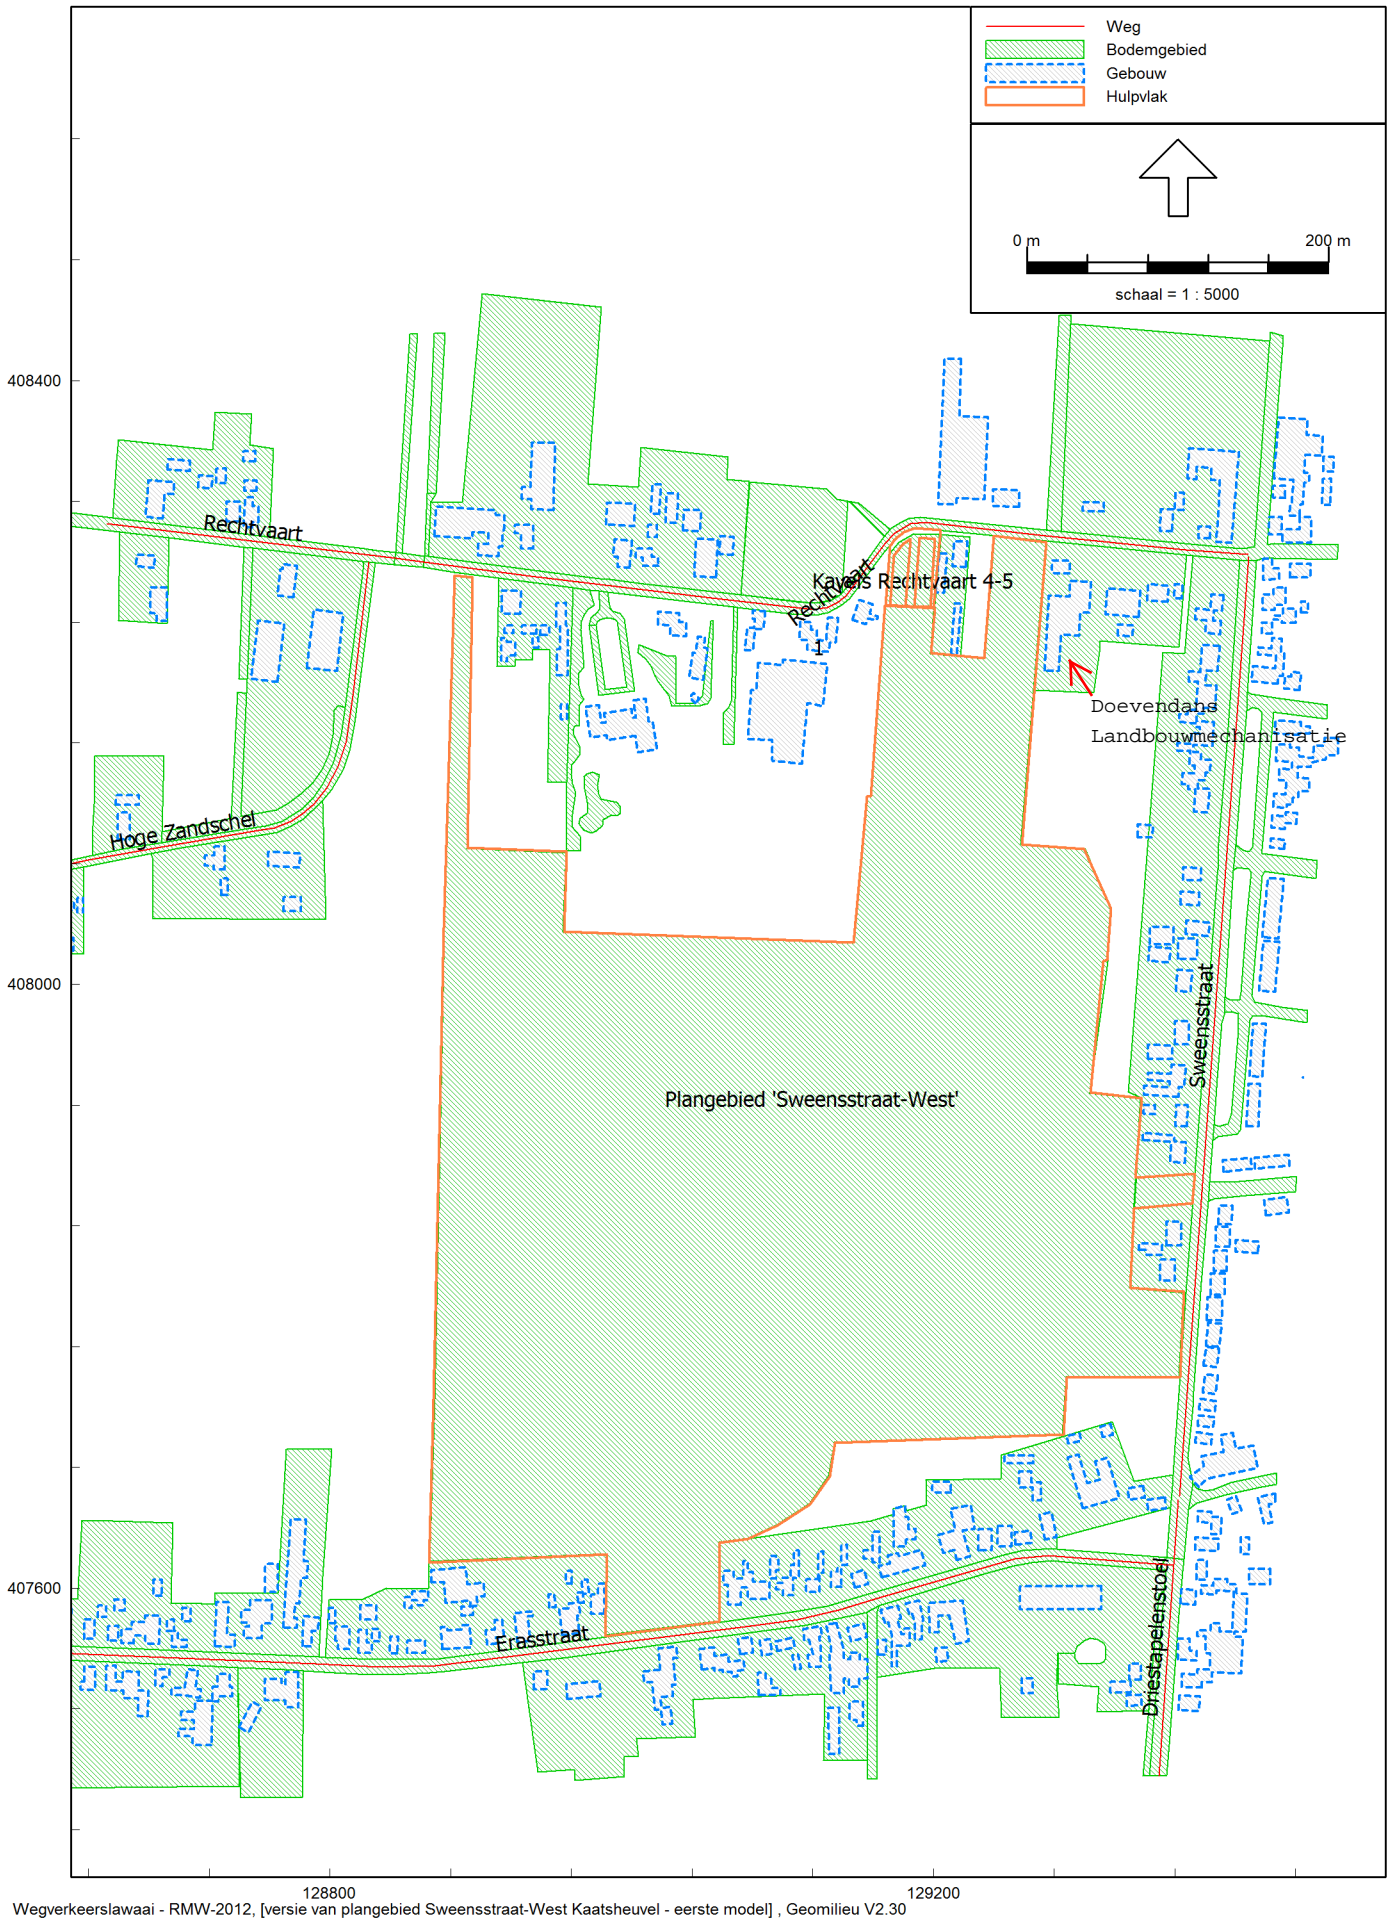 Weg
Bodemgebied
Gebouw
Hulpvlak
0 m 200 m
schaal = 1 : 5000
408400
Rechtvaart
Kavels Rechtvaart 4-5
Rechtvaart
1
Doevendans
Landbouwmechanisatie
Hoge Zandschel
408000
Sweensstraat
Plangebied 'Sweensstraat-West'
407600
Erasstraat
Driestapelenstoel
128800 129200
Wegverkeerslawaai - RMW-2012, [versie van plangebied Sweensstraat-West Kaatsheuvel - eerste model] , Geomilieu V2.30